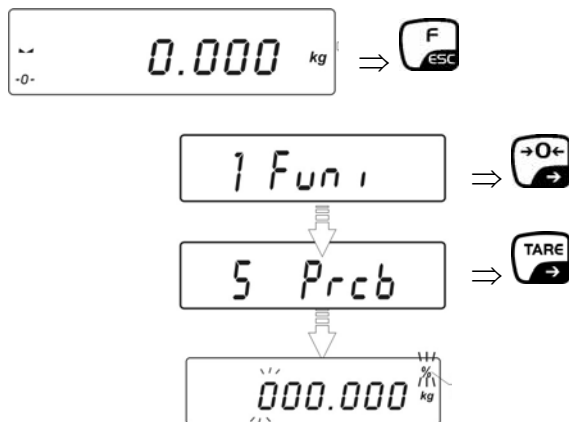 0.000 kg
-0-
F
ESC
1 Funi
→0←
5 Prcb
TARE
%
000.000
kg